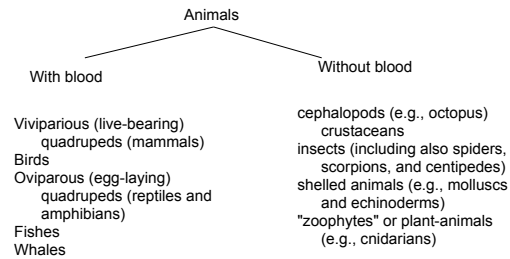 Animals
With blood
Without blood
Viviparious (live-bearing)
quadrupeds (mammals)
Birds
Oviparous (egg-laying)
quadrupeds (reptiles and
amphibians)
Fishes
Whales
cephalopods (e.g., octopus)
crustaceans
insects (including also spiders,
scorpions, and centipedes)
shelled animals (e.g., molluscs
and echinoderms)
"zoophytes" or plant-animals
(e.g., cnidarians)